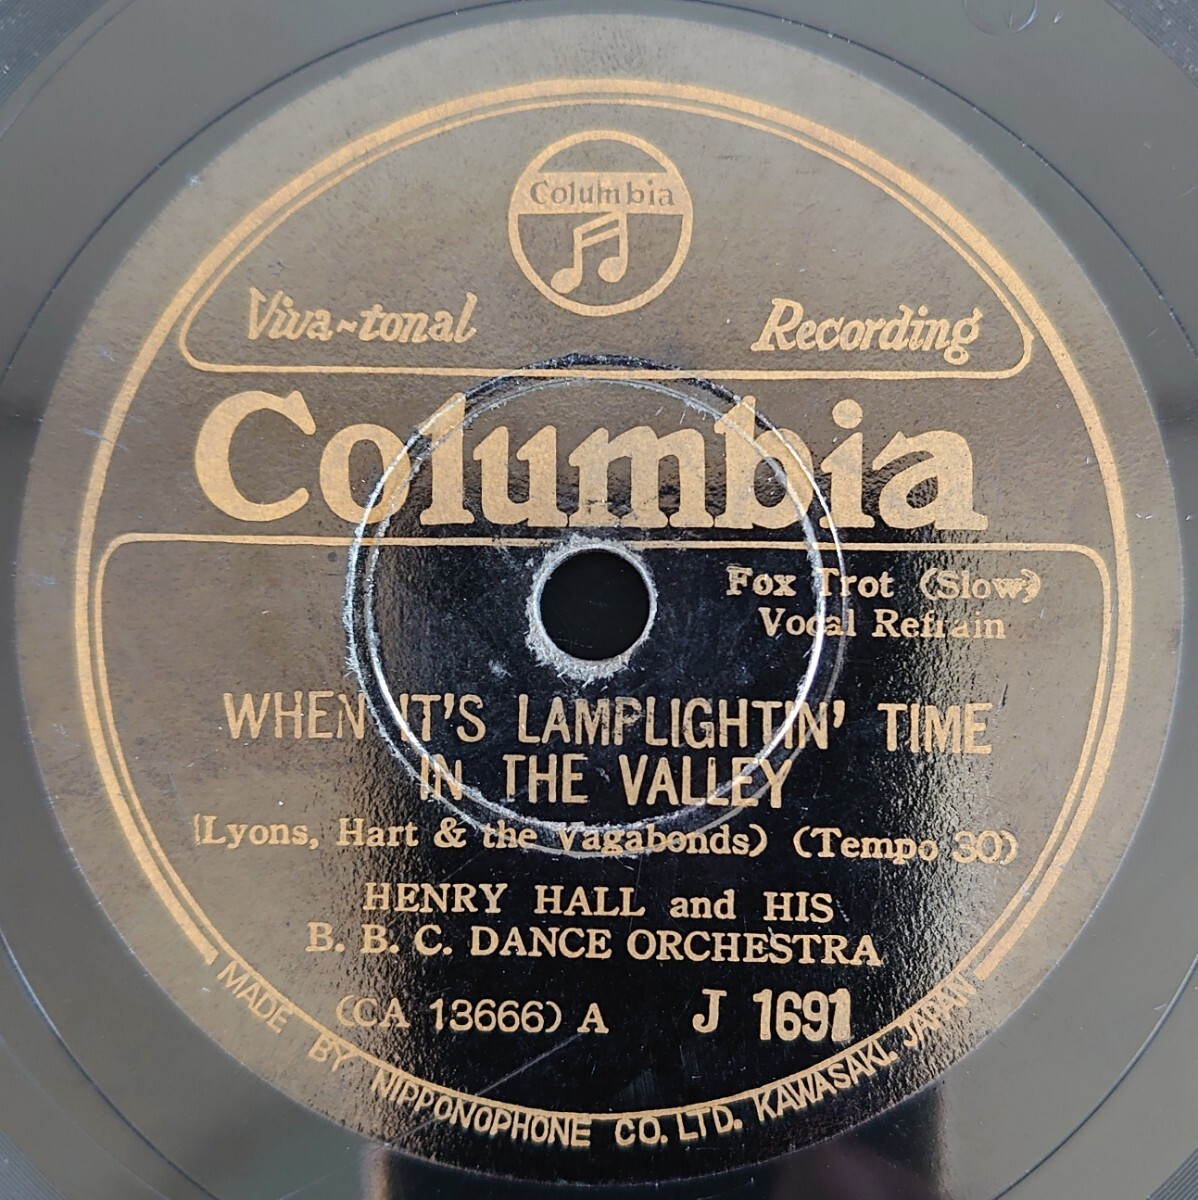 Columbia
Viva-tonal Recording
Columbia
Fox Trot (Slow)
Vocal Refrain
WHEN IT'S LAMPLIGHTIN' TIME
IN THE VALLEY
(Lyons, Hart & the Vagabonds) (Tempo 30)
HENRY HALL and HIS
B. B. C. DANCE ORCHESTRA
(CA 13666) A J 1691
MADE BY NIPPONOPHONE CO. LTD. KAWASAKI. JAPAN